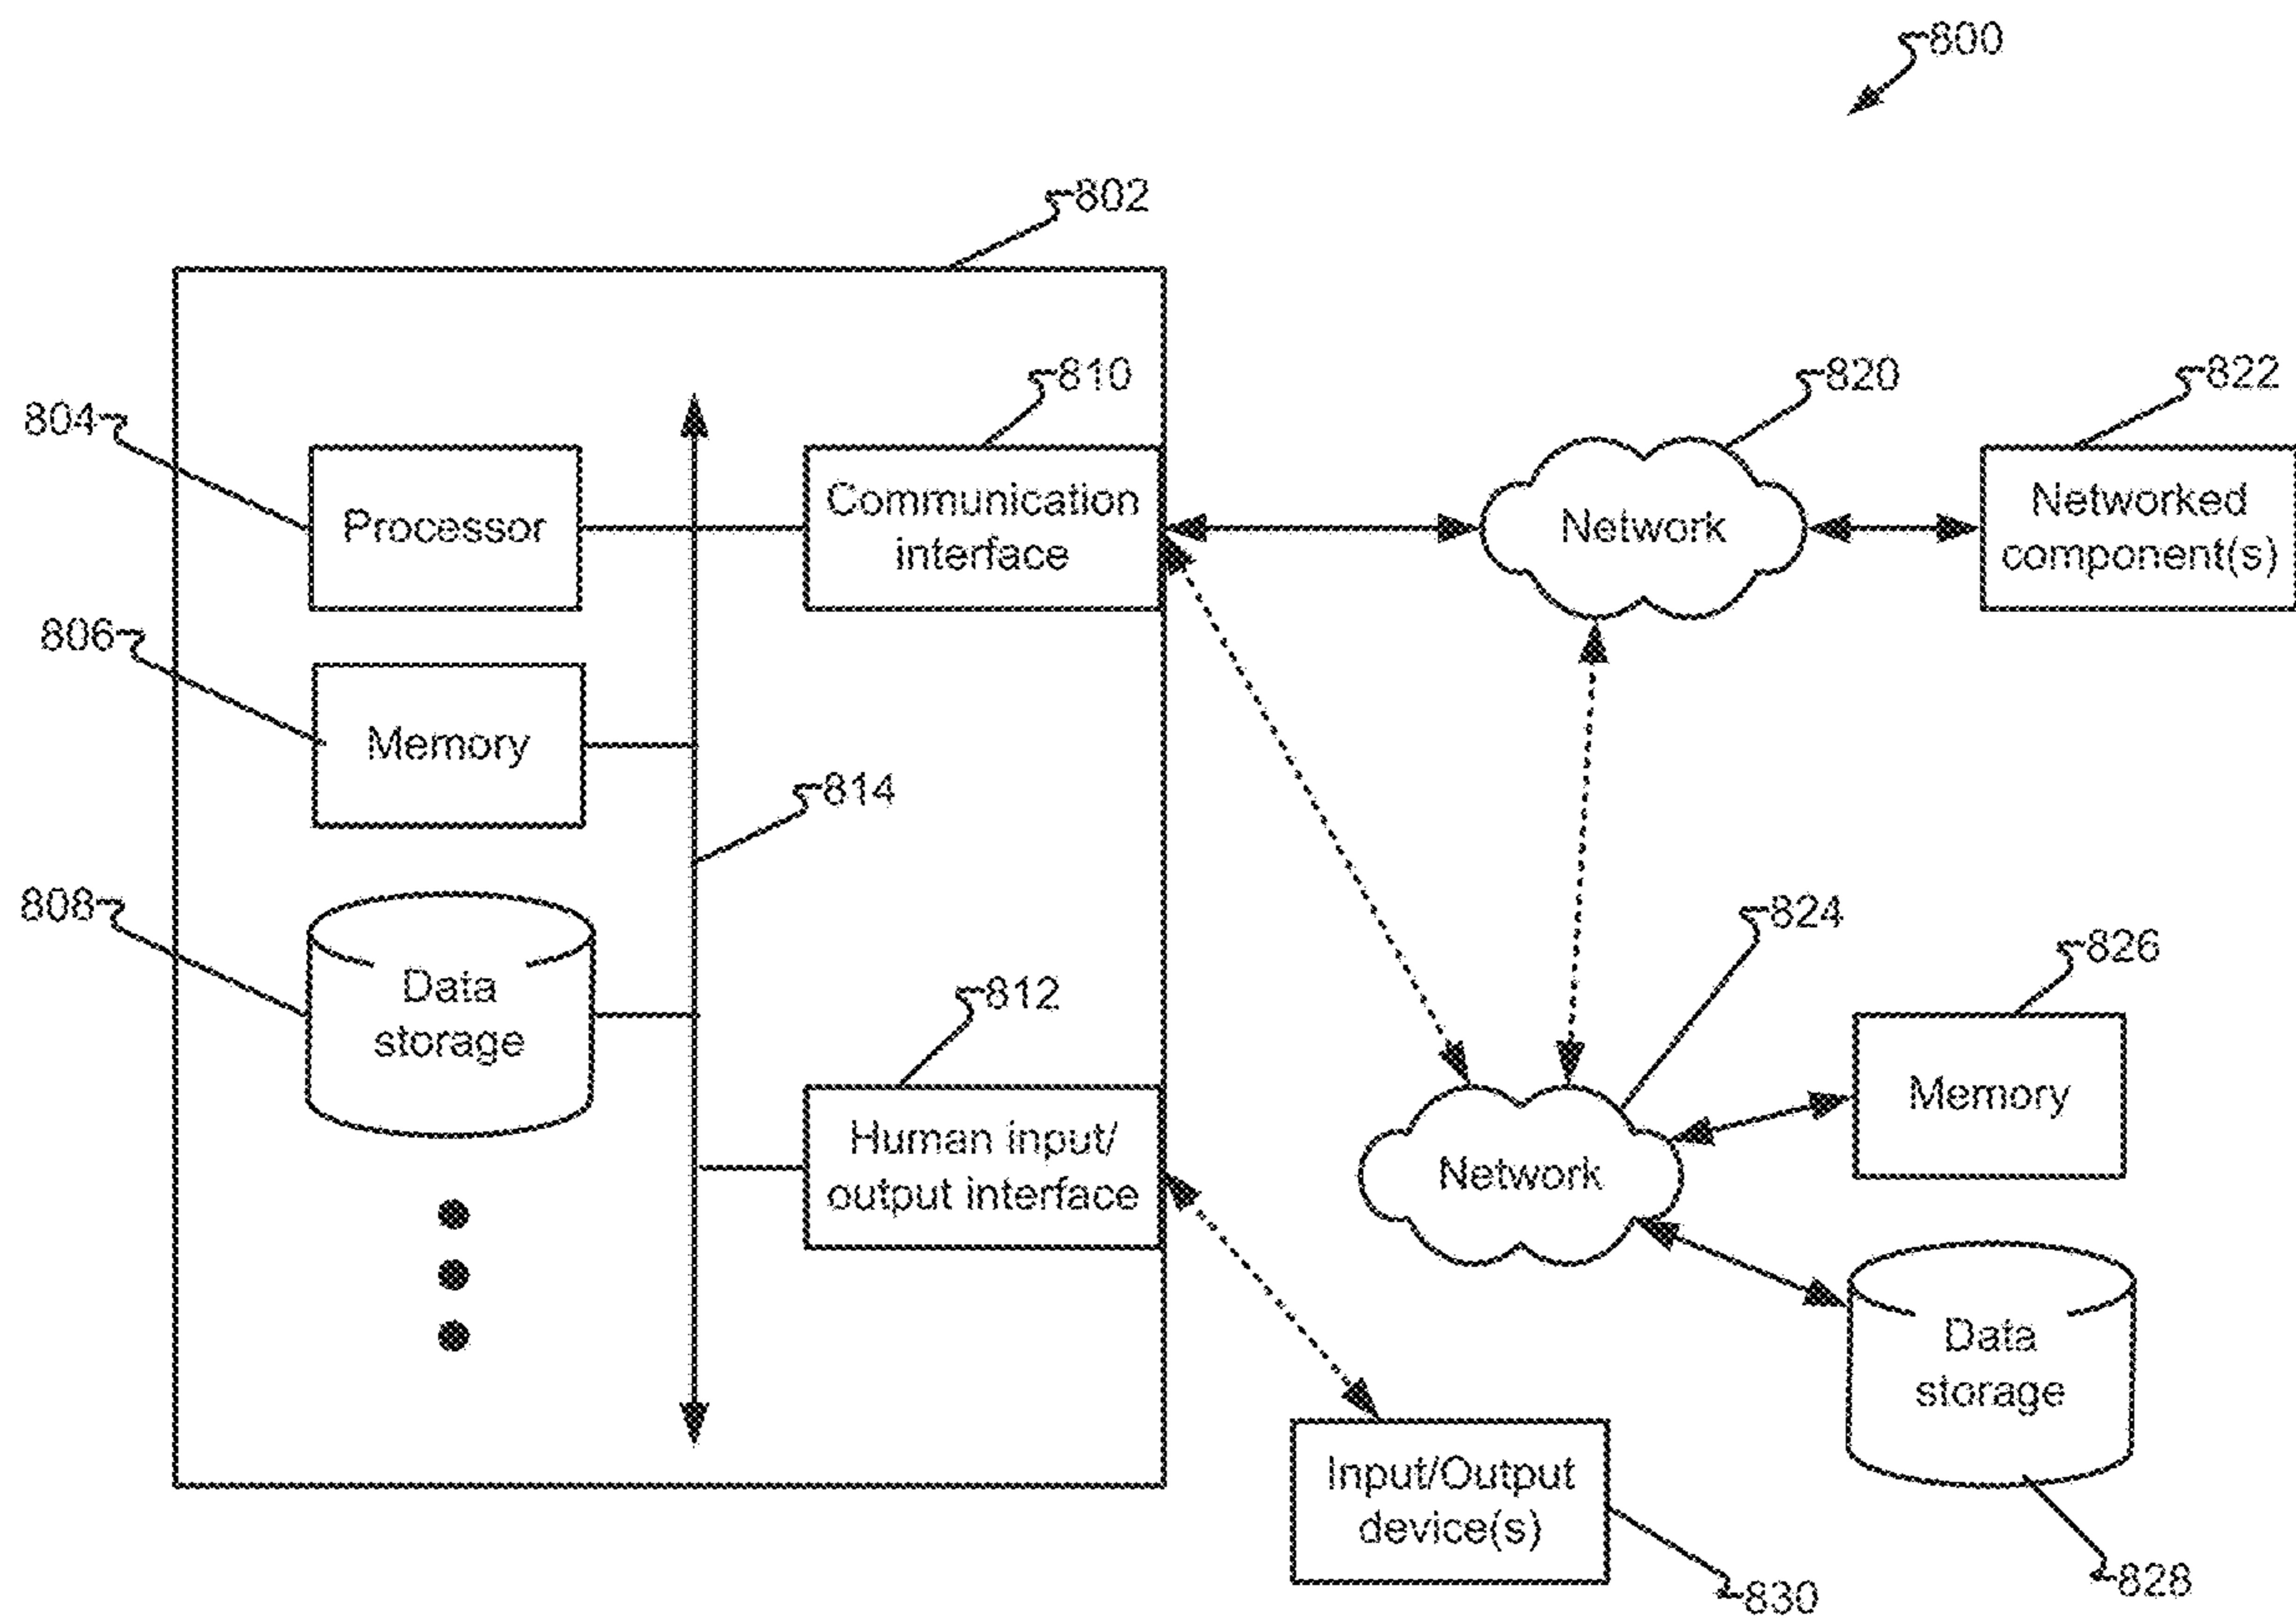 800
802
810
820
822
804
Processor
Communication
interface
Network
Networked
component(s)
806
Memory
814
808
Data
storage
824
826
812
Memory
Human input/
output interface
Network
Data
storage
Input/Output
device(s)
828
830